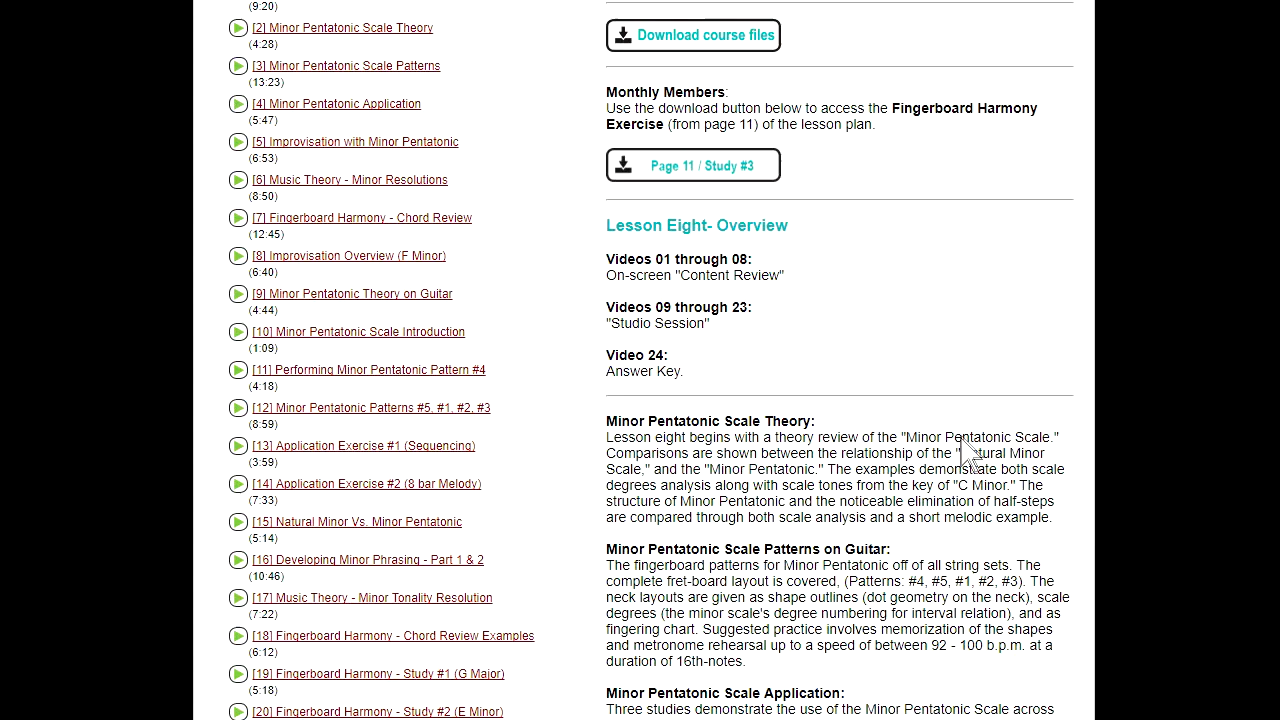 (9:20)
[2] Minor Pentatonic Scale Theory
(4:28)
[3] Minor Pentatonic Scale Patterns
(13:23)
[4] Minor Pentatonic Application
(5:47)
[5] Improvisation with Minor Pentatonic
(6:53)
[6] Music Theory - Minor Resolutions
(8:50)
[7] Fingerboard Harmony - Chord Review
(12:45)
[8] Improvisation Overview (F Minor)
(6:40)
[9] Minor Pentatonic Theory on Guitar
(4:44)
[10] Minor Pentatonic Scale Introduction
(1:09)
[11] Performing Minor Pentatonic Pattern #4
(4:18)
[12] Minor Pentatonic Patterns #5, #1, #2, #3
(8:59)
[13] Application Exercise #1 (Sequencing)
(3:59)
[14] Application Exercise #2 (8 bar Melody)
(7:33)
[15] Natural Minor Vs. Minor Pentatonic
(5:14)
[16] Developing Minor Phrasing - Part 1 & 2
(10:46)
[17] Music Theory - Minor Tonality Resolution
(7:22)
[18] Fingerboard Harmony - Chord Review Examples
(6:12)
[19] Fingerboard Harmony - Study #1 (G Major)
(5:18)
[20] Fingerboard Harmony - Study #2 (E Minor)
Download course files
Monthly Members:
Use the download button below to access the Fingerboard Harmony
Exercise (from page 11) of the lesson plan.
Page 11 / Study #3
Lesson Eight- Overview
Videos 01 through 08:
On-screen "Content Review"
Videos 09 through 23:
"Studio Session"
Video 24:
Answer Key.
Minor Pentatonic Scale Theory:
Lesson eight begins with a theory review of the "Minor Pentatonic Scale."
Comparisons are shown between the relationship of the "Natural Minor
Scale," and the "Minor Pentatonic." The examples demonstrate both scale
degrees analysis along with scale tones from the key of "C Minor." The
structure of Minor Pentatonic and the noticeable elimination of half-steps
are compared through both scale analysis and a short melodic example.
Minor Pentatonic Scale Patterns on Guitar:
The fingerboard patterns for Minor Pentatonic off of all string sets. The
complete fret-board layout is covered, (Patterns: #4, #5, #1, #2, #3). The
neck layouts are given as shape outlines (dot geometry on the neck), scale
degrees (the minor scale's degree numbering for interval relation), and as
fingering chart. Suggested practice involves memorization of the shapes
and metronome rehearsal up to a speed of between 92 - 100 b.p.m. at a
duration of 16th-notes.
Minor Pentatonic Scale Application:
Three studies demonstrate the use of the Minor Pentatonic Scale across